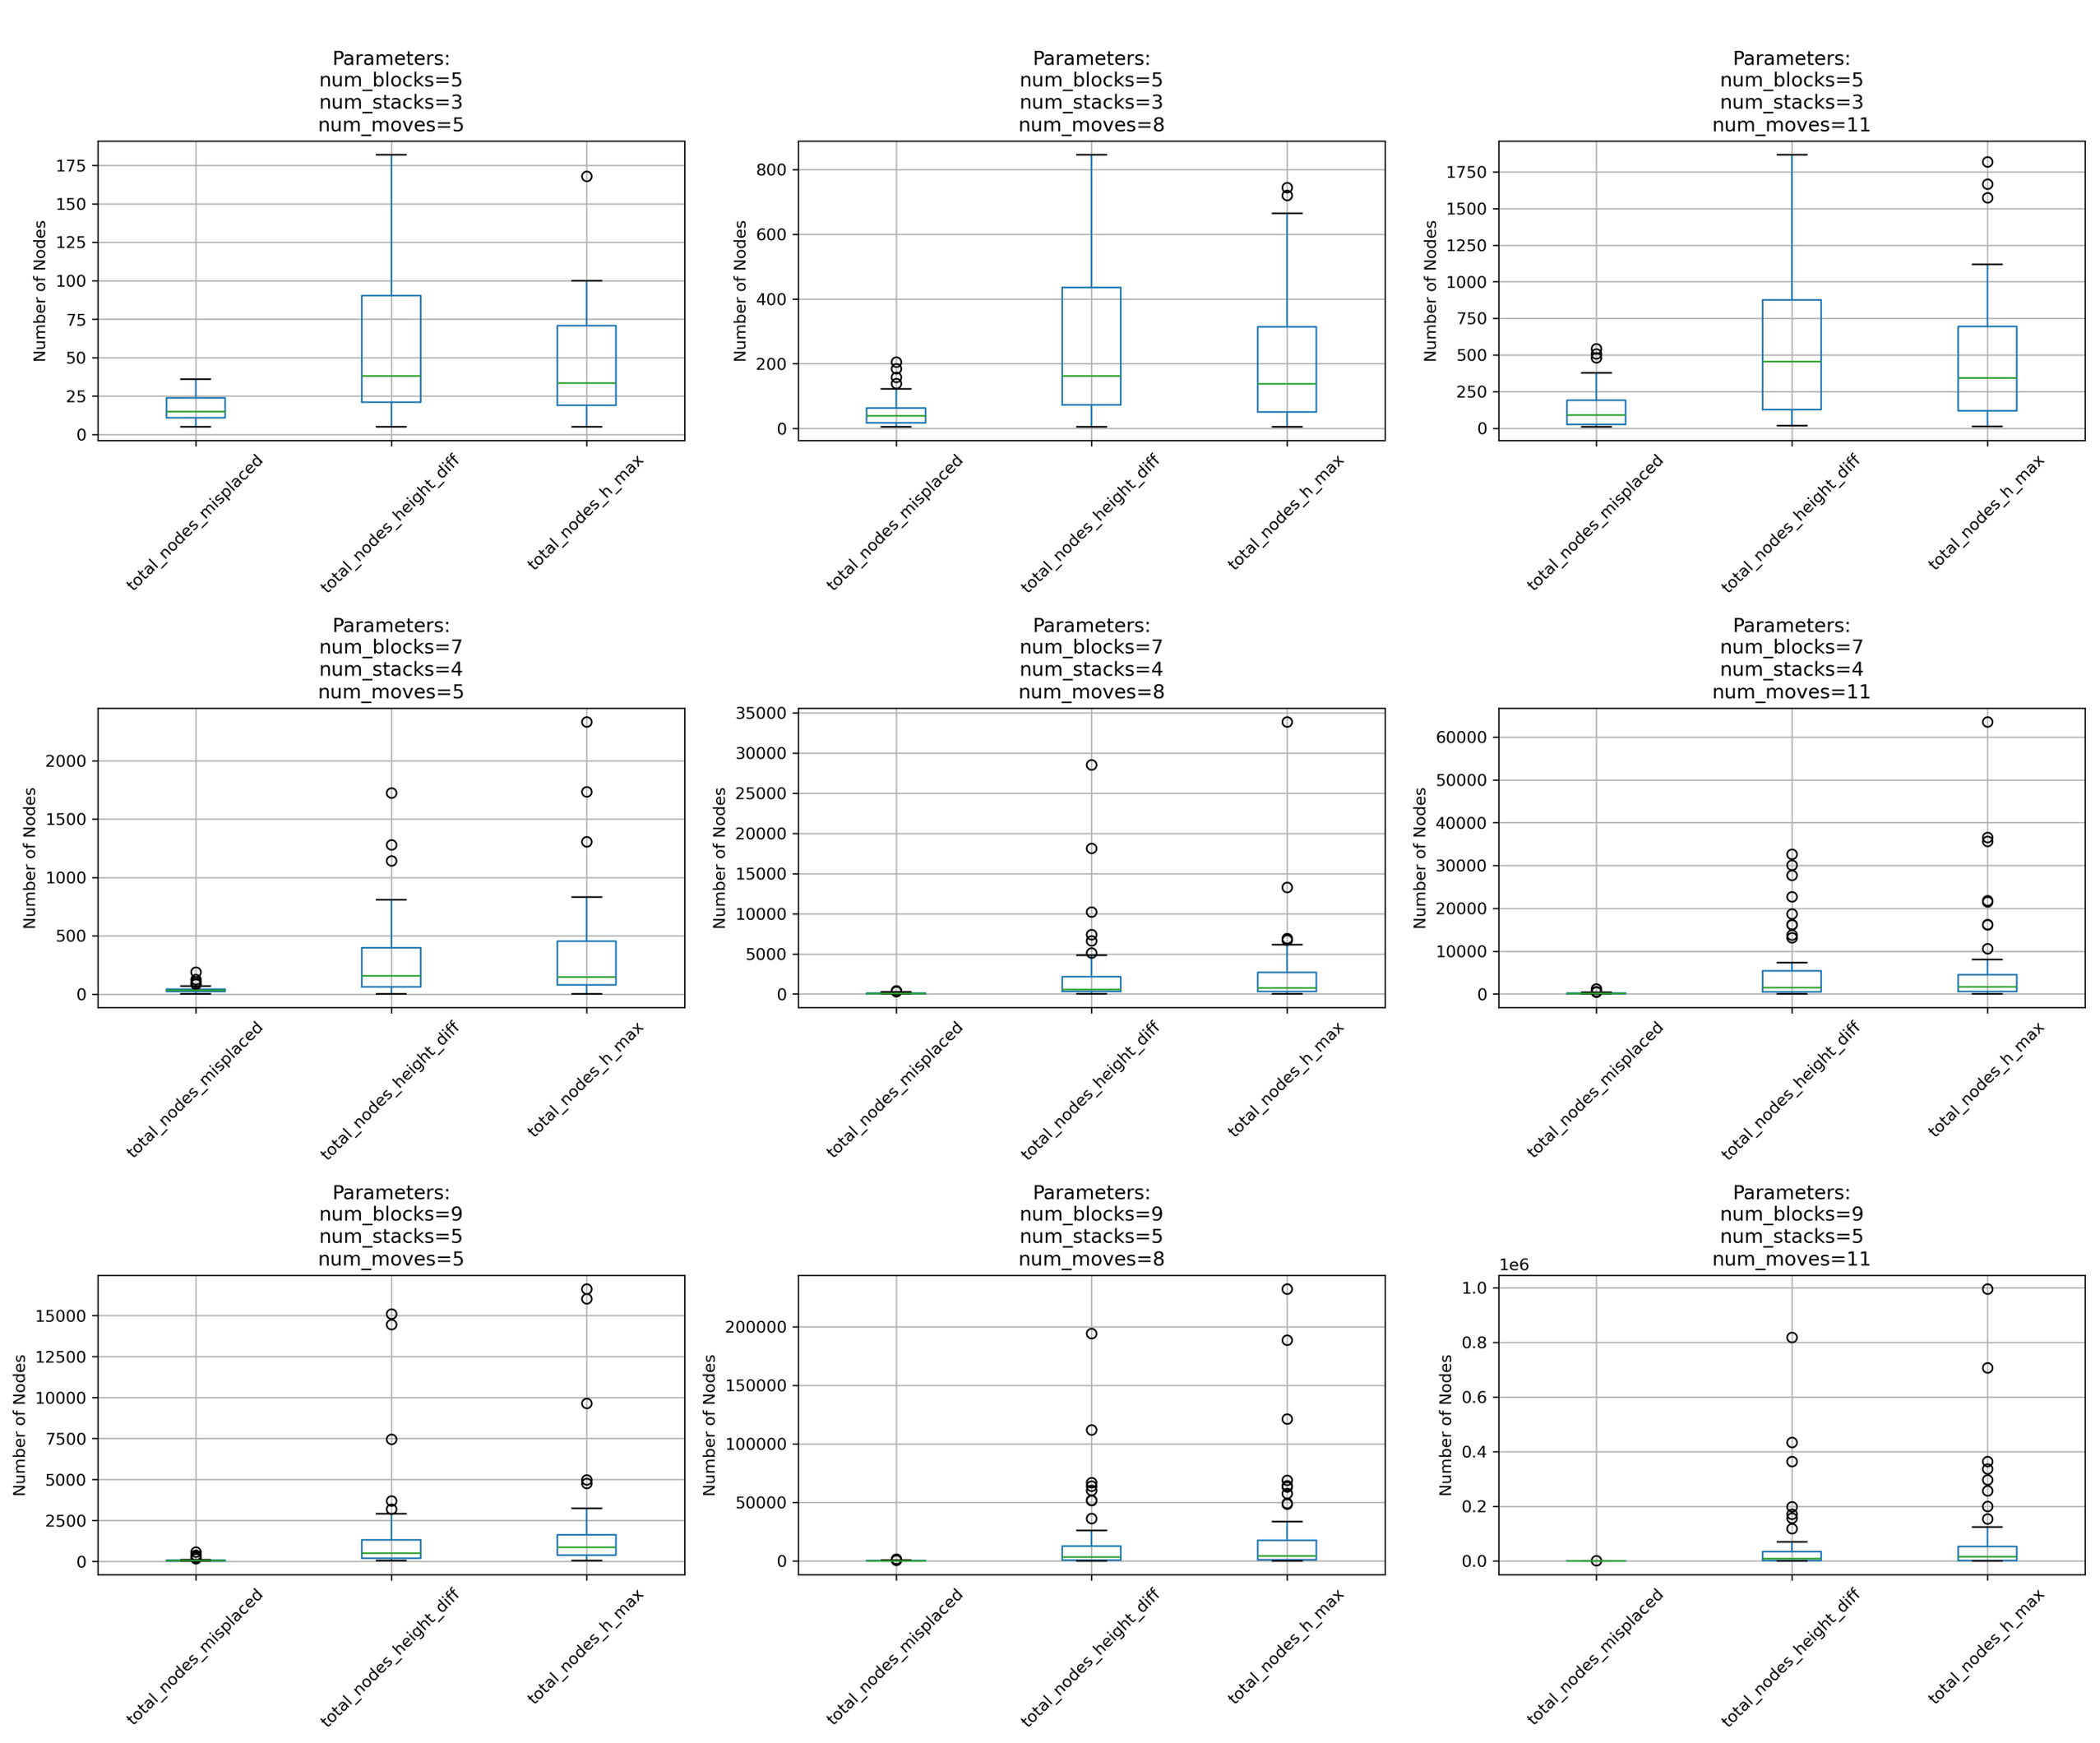 Parameters:
num_blocks=5
num_stacks=3
num_moves=5
Number of Nodes
175
150
125
100
75
50
25
0
total_nodes_misplaced
total_nodes_height_diff
total_nodes_h_max
Parameters:
num_blocks=5
num_stacks=3
num_moves=8
Number of Nodes
800
600
400
200
0
total_nodes_misplaced
total_nodes_height_diff
total_nodes_h_max
Parameters:
num_blocks=5
num_stacks=3
num_moves=11
Number of Nodes
1750
1500
1250
1000
750
500
250
0
total_nodes_misplaced
total_nodes_height_diff
total_nodes_h_max
Parameters:
num_blocks=7
num_stacks=4
num_moves=5
Number of Nodes
2000
1500
1000
500
0
total_nodes_misplaced
total_nodes_height_diff
total_nodes_h_max
Parameters:
num_blocks=7
num_stacks=4
num_moves=8
Number of Nodes
35000
30000
25000
20000
15000
10000
5000
0
total_nodes_misplaced
total_nodes_height_diff
total_nodes_h_max
Parameters:
num_blocks=7
num_stacks=4
num_moves=11
Number of Nodes
60000
50000
40000
30000
20000
10000
0
total_nodes_misplaced
total_nodes_height_diff
total_nodes_h_max
Parameters:
num_blocks=9
num_stacks=5
num_moves=5
Number of Nodes
15000
12500
10000
7500
5000
2500
0
total_nodes_misplaced
total_nodes_height_diff
total_nodes_h_max
Parameters:
num_blocks=9
num_stacks=5
num_moves=8
Number of Nodes
200000
150000
100000
50000
0
total_nodes_misplaced
total_nodes_height_diff
total_nodes_h_max
Parameters:
num_blocks=9
num_stacks=5
num_moves=11
1e6
Number of Nodes
1.0
0.8
0.6
0.4
0.2
0.0
total_nodes_misplaced
total_nodes_height_diff
total_nodes_h_max